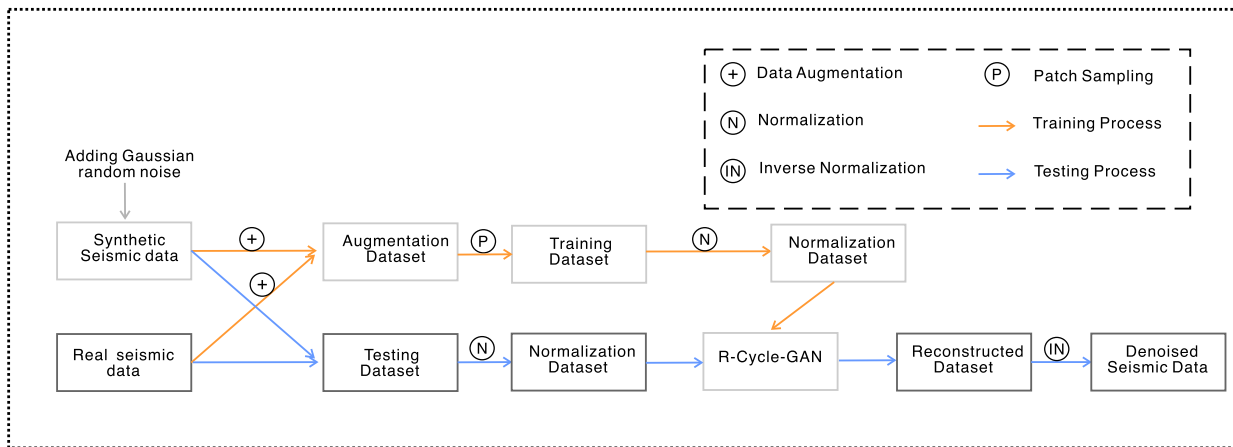 + Data Augmentation
P Patch Sampling
N Normalization
Training Process
IN Inverse Normalization
Testing Process
Adding Gaussian
random noise
Synthetic
Seismic data
+
Augmentation
Dataset
P
Training
Dataset
N
Normalization
Dataset
+
Real seismic
data
Testing
Dataset
N
Normalization
Dataset
R-Cycle-GAN
Reconstructed
Dataset
IN
Denoised
Seismic Data